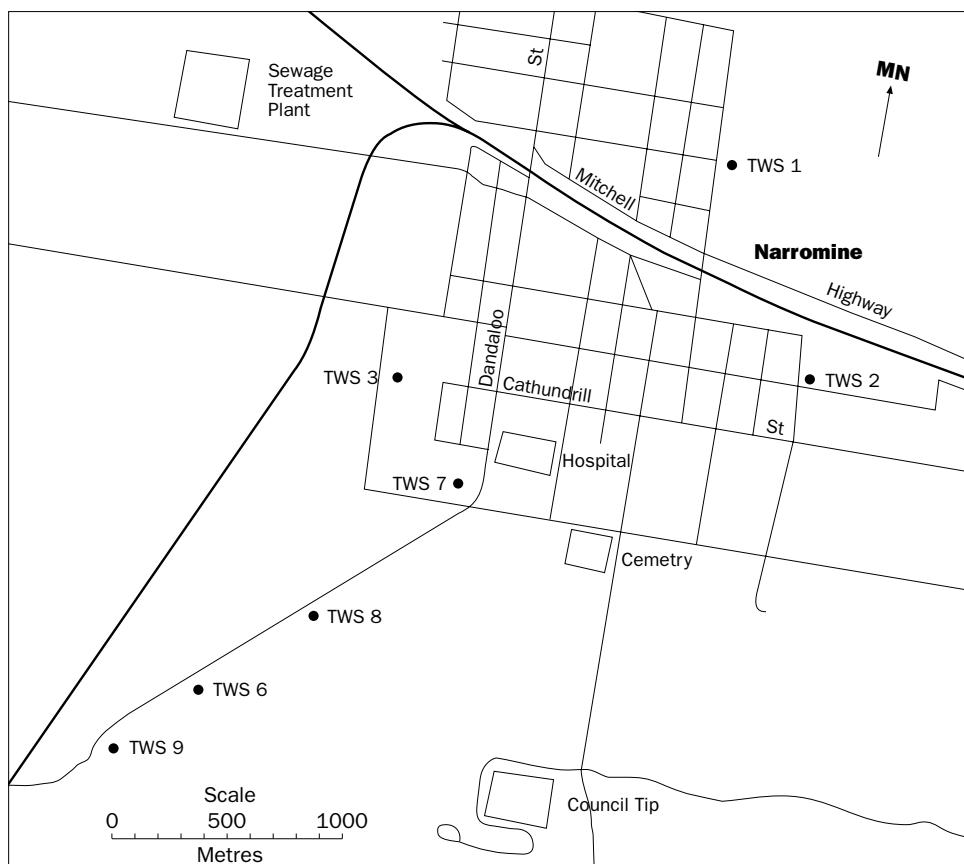 St
MN
Sewage
Treatment
Plant
TWS 1
Mitchell
Narromine
Highway
Dandaloo
TWS 3
TWS 2
Cathundrill
St
Hospital
TWS 7
Cemetry
TWS 8
TWS 6
TWS 9
Scale
0 500 1000
Metres
Council Tip